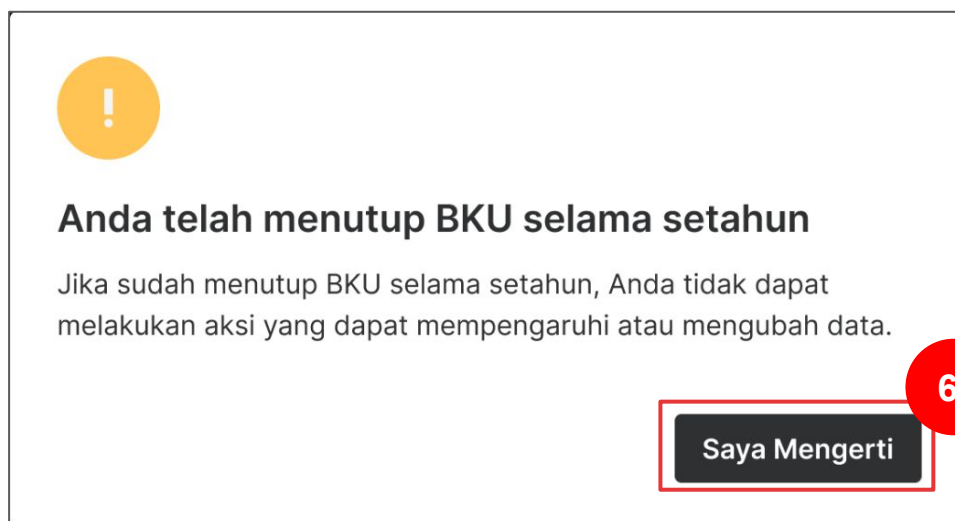 !
Anda telah menutup BKU selama setahun
Jika sudah menutup BKU selama setahun, Anda tidak dapat
melakukan aksi yang dapat mempengaruhi atau mengubah data.
6
Saya Mengerti